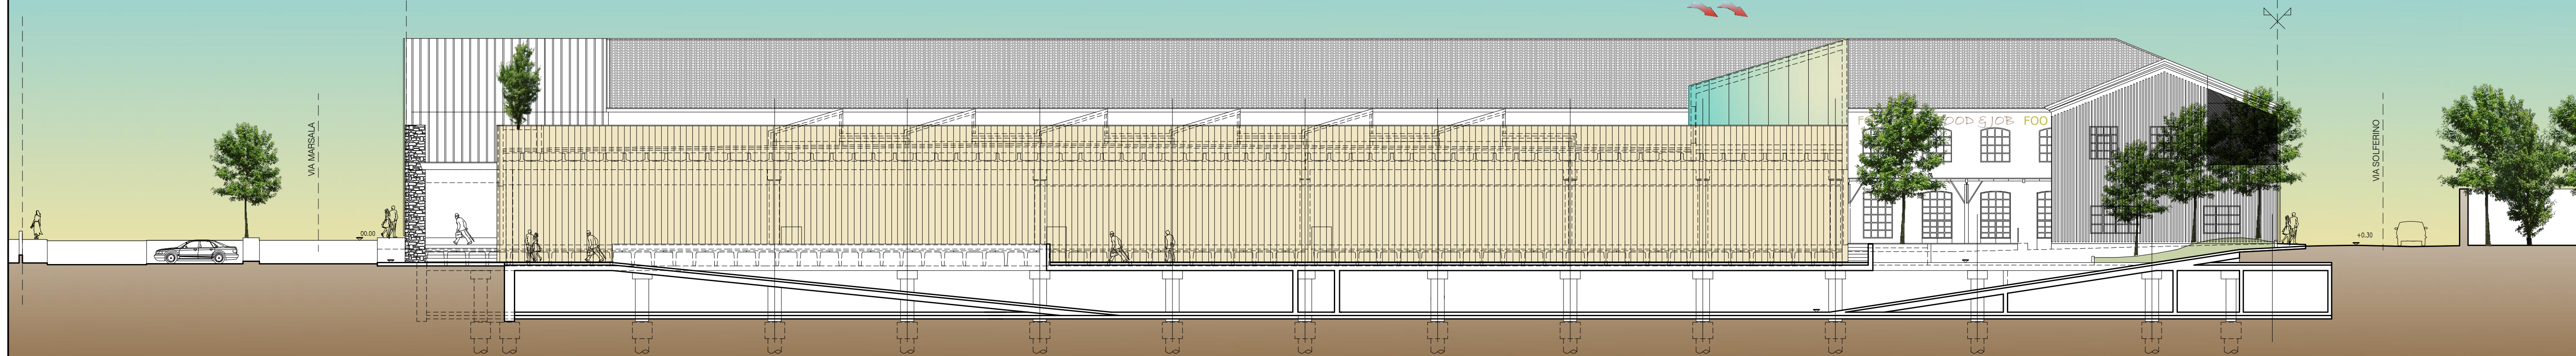 VIA MARSALA
00.00
OOD & JOB FOO
+0.30
VIA SOLFERINO